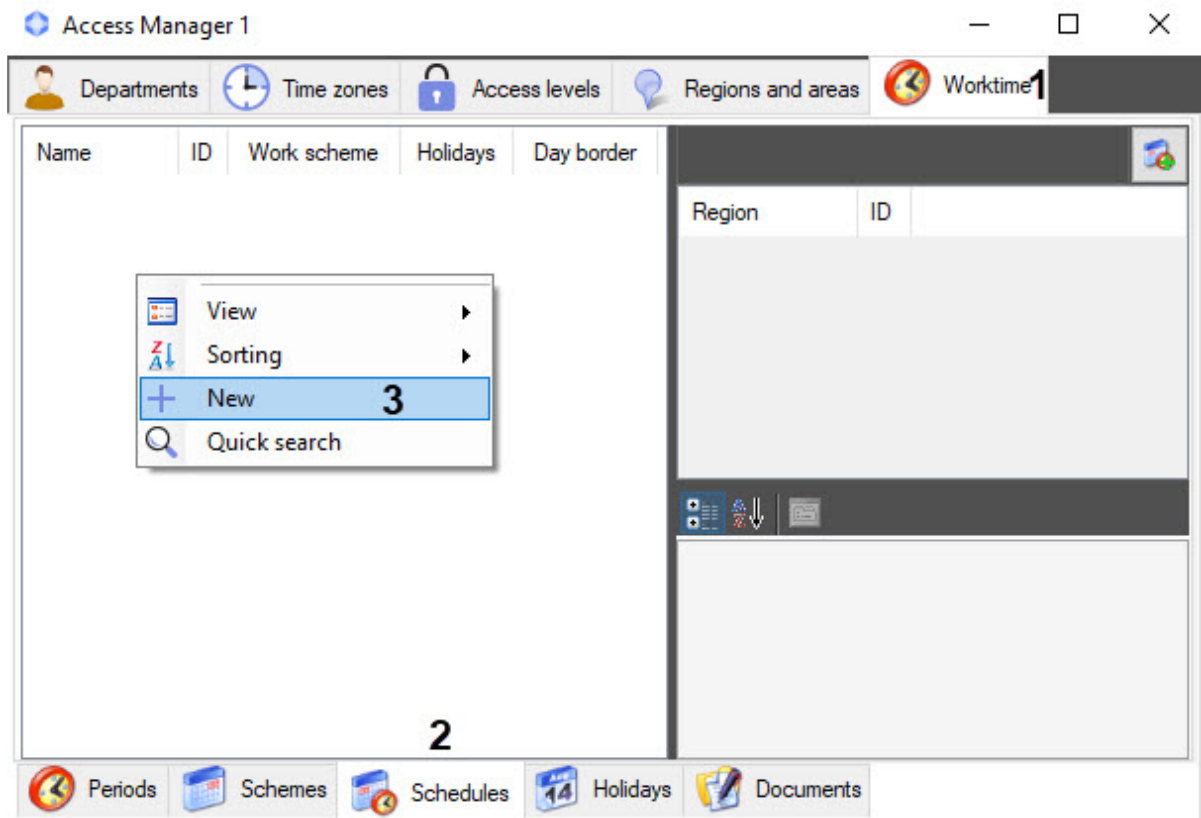 Access Manager 1
Departments Time zones Access levels Regions and areas Worktime 1
Name ID Work scheme Holidays Day border
Region ID
View
Sorting
New 3
Quick search
2
Periods Schemes Schedules 14 Holidays Documents